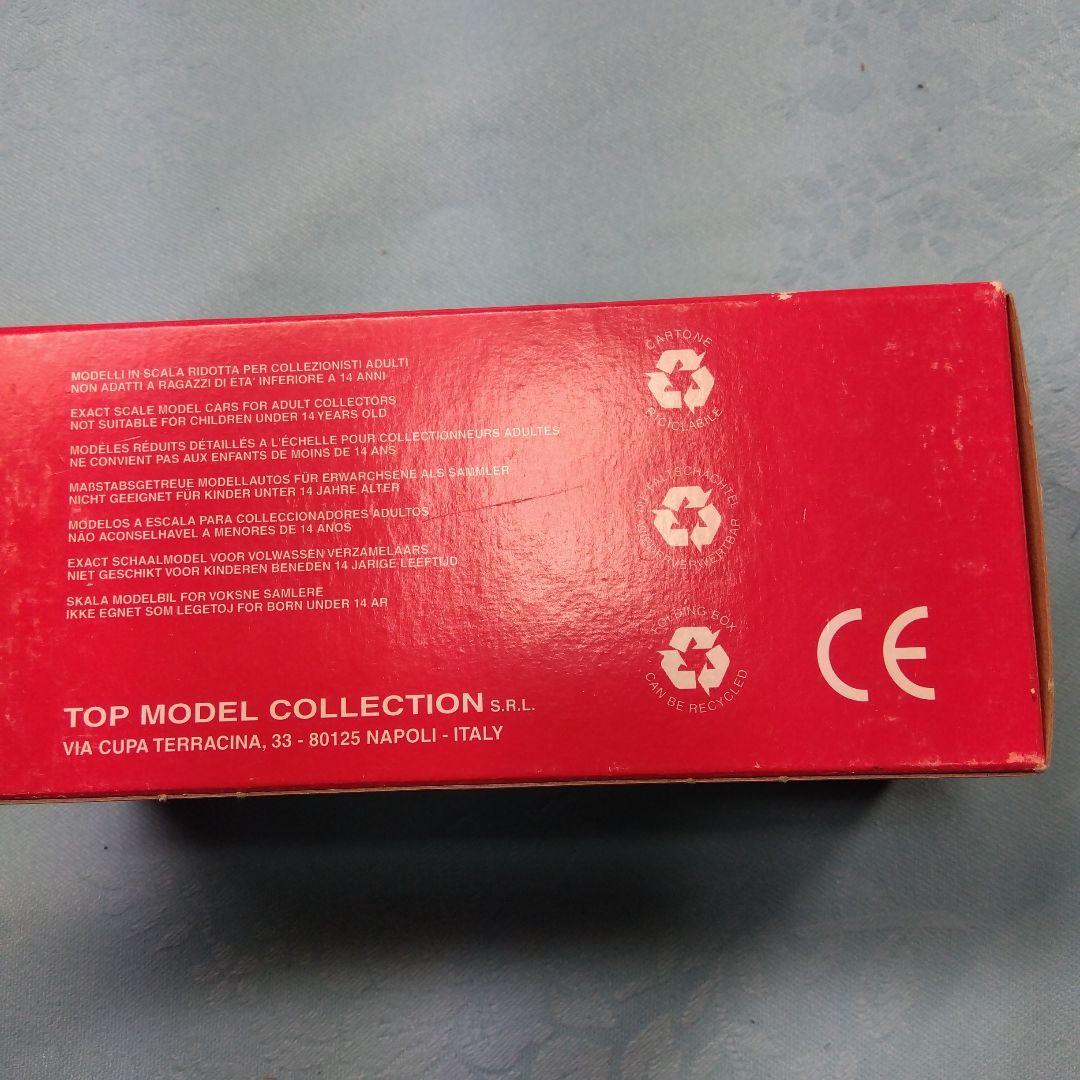 MODELLI IN SCALA RIDOTTA PER COLLEZIONISTI ADULTI
NON ADATTI A RAGAZZI DI ETA' INFERIORE A 14 ANNI
EXACT SCALE MODEL CARS FOR ADULT COLLECTORS
NOT SUITABLE FOR CHILDREN UNDER 14 YEARS OLD
MODÈLES RÉDUITS DÉTAILLÉS A L'ÉCHELLE POUR COLLECTIONNEURS ADULTES
NE CONVIENT PAS AUX ENFANTS DE MOINS DE 14 ANS
MAßSTABSGETREUE MODELLAUTOS FÜR ERWARCHSENE ALS SAMMLER
NICHT GEEIGNET FÜR KINDER UNTER 14 JAHRE ALTER
MODELOS A ESCALA PARA COLLECCIONADORES ADULTOS
NÃO ACONSELHAVEL A MENORES DE 14 ANOS
EXACT SCHAALMODEL VOOR VOLWASSEN VERZAMELAARS
NIET GESCHIKT VOOR KINDEREN BENEDEN 14 JARIGE LEEFTIJD
SKALA MODELBIL FOR VOKSNE SAMLERE
IKKE EGNET SOM LEGETOJ FOR BORN UNDER 14 AR
TOP MODEL COLLECTION S.R.L.
VIA CUPA TERRACINA, 33 - 80125 NAPOLI - ITALY
CARTONE
RICICLABILE
FOLDING BOX
CAN BE RECYCLED
CE